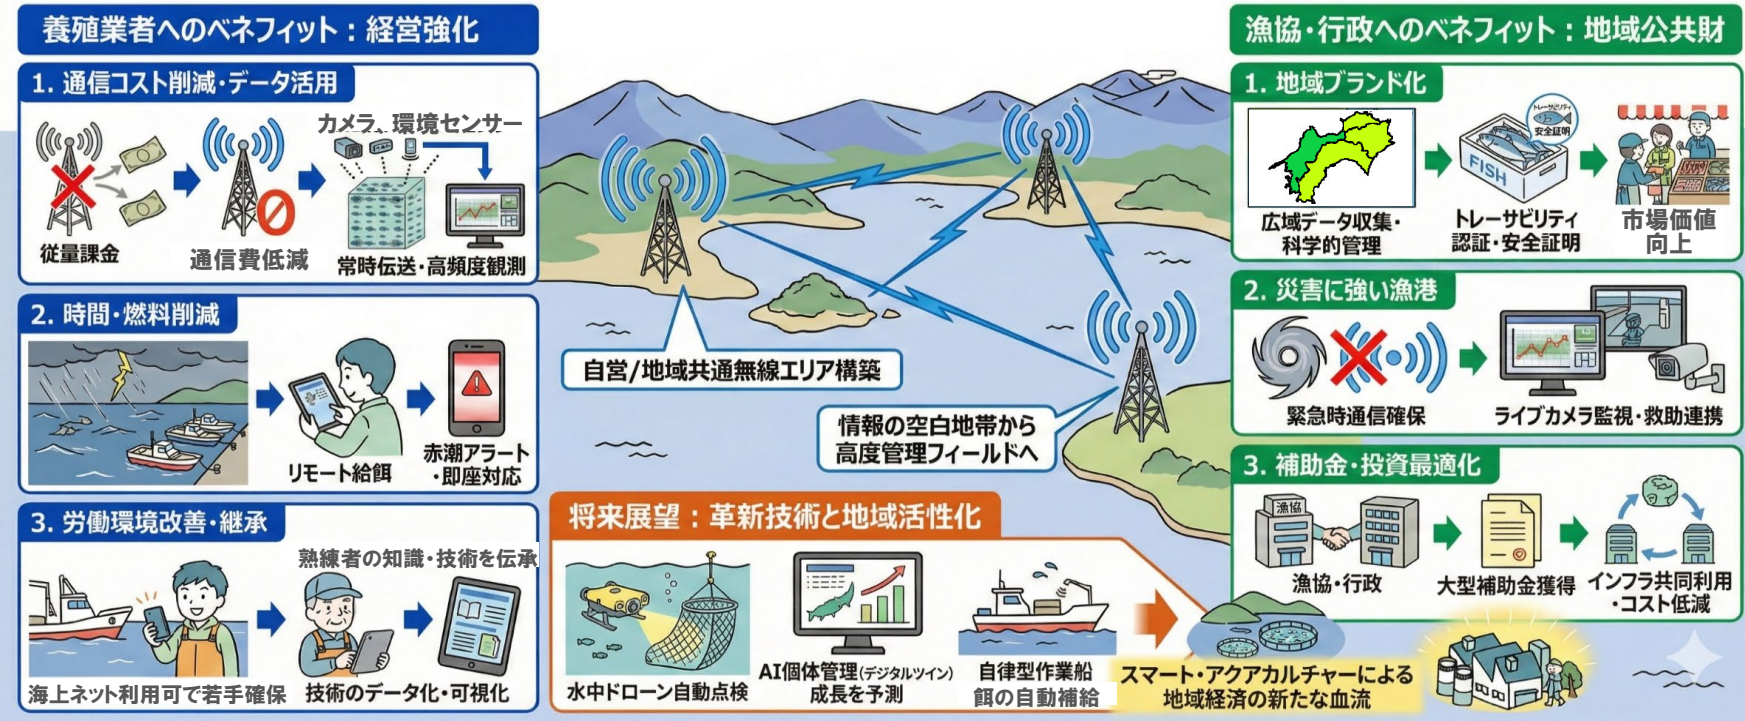 養殖業者へのベネフィット：経営強化
1. 通信コスト削減・データ活用
カメラ、環境センサー
従量課金
0
通信費低減
常時伝送・高頻度観測
2. 時間・燃料削減
リモート給餌
赤潮アラート
・即座対応
3. 労働環境改善・継承
熟練者の知識・技術を伝承
海上ネット利用可で若手確保
技術のデータ化・可視化
自営/地域共通無線エリア構築
情報の空白地帯から
高度管理フィールドへ
将来展望：革新技術と地域活性化
水中ドローン自動点検
AI個体管理(デジタルツイン)
成長を予測
自律型作業船
餌の自動補給
スマート・アクアカルチャーによる
地域経済の新たな血流
漁協・行政へのベネフィット：地域公共財
1. 地域ブランド化
広域データ収集・
科学的管理
トレーサビリティ
安全証明
FISH
トレーサビリティ
認証・安全証明
市場価値
向上
2. 災害に強い漁港
緊急時通信確保
ライブカメラ監視・救助連携
3. 補助金・投資最適化
漁協
漁協・行政
大型補助金獲得
インフラ共同利用
・コスト低減